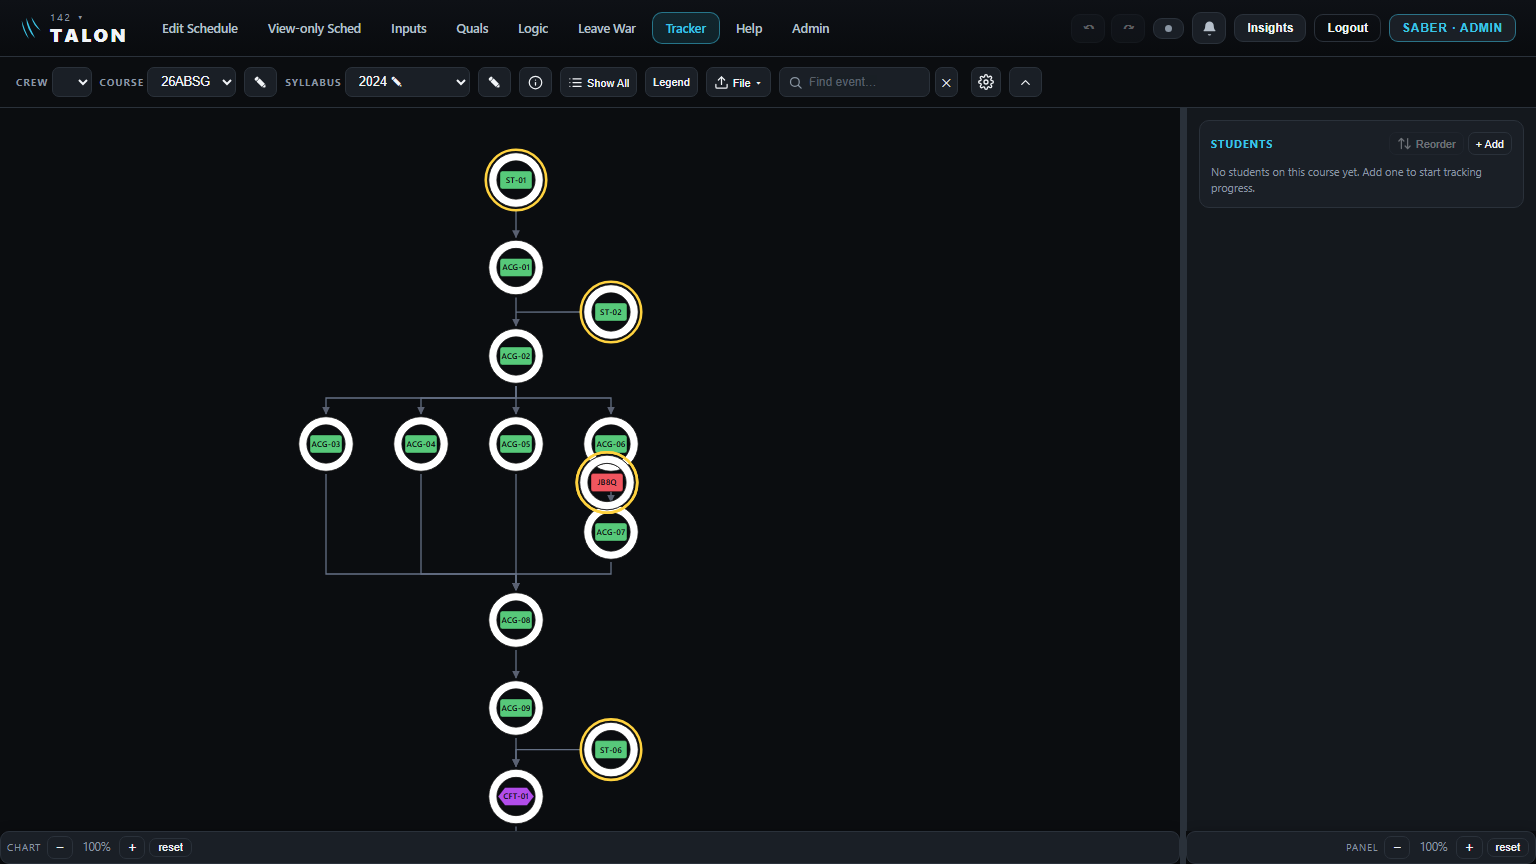 142
TALON
Edit Schedule
View-only Sched
Inputs
Quals
Logic
Leave War
Tracker
Help
Admin
Insights
Logout
SABER · ADMIN
CREW
COURSE
26ABSG
SYLLABUS
2024
Show All
Legend
File
Find event...
ST-01
ACG-01
ST-02
ACG-02
ACG-03
ACG-04
ACG-05
ACG-06
JB8Q
ACG-07
ACG-08
ACG-09
ST-06
CFT-01
STUDENTS
Reorder
+ Add
No students on this course yet. Add one to start tracking
progress.
CHART
−
100%
+
reset
PANEL
−
100%
+
reset